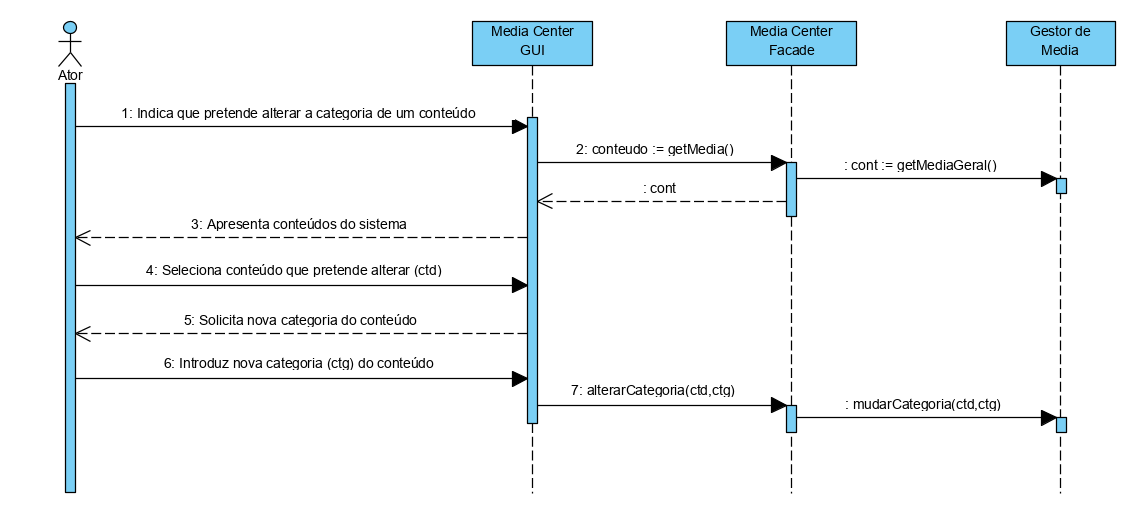 Media Center
GUI
Media Center
Facade
Gestor de
Media
Ator
1: Indica que pretende alterar a categoria de um conteúdo
2: conteudo := getMedia()
: cont := getMediaGeral()
: cont
3: Apresenta conteúdos do sistema
4: Seleciona conteúdo que pretende alterar (ctd)
5: Solicita nova categoria do conteúdo
6: Introduz nova categoria (ctg) do conteúdo
7: alterarCategoria(ctd,ctg)
: mudarCategoria(ctd,ctg)